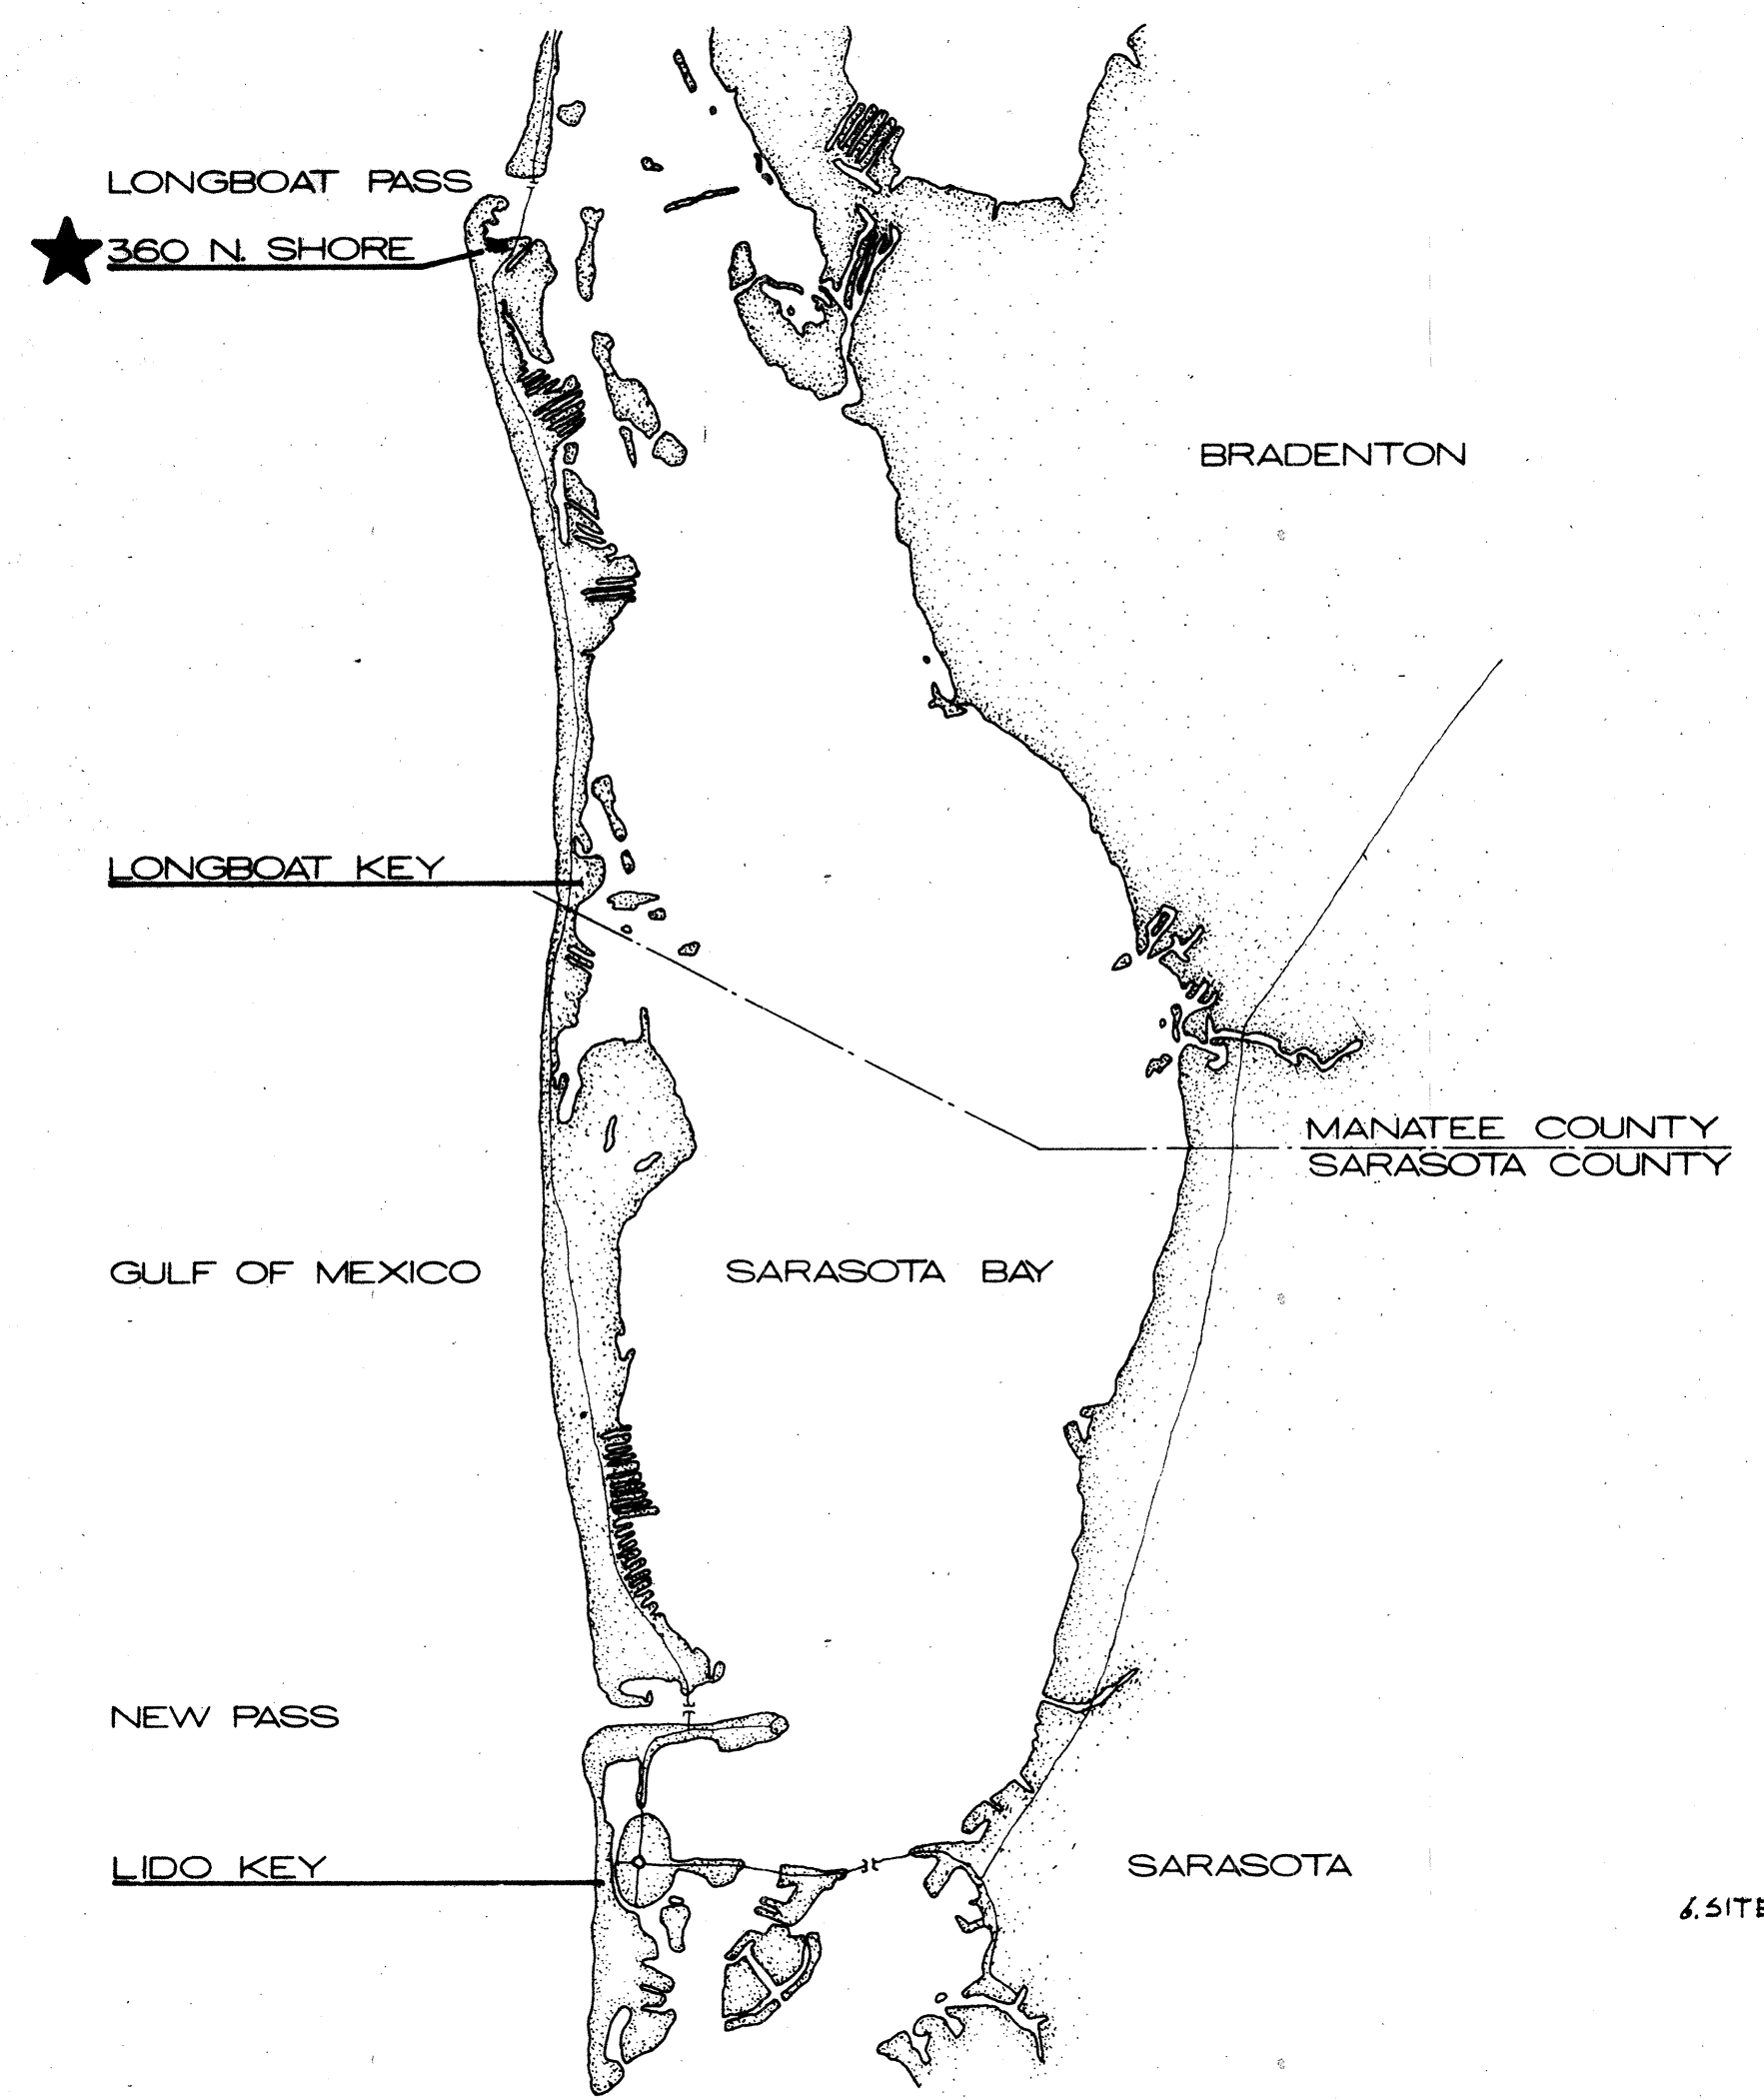 LONGBOAT PASS
360 N. SHORE
BRADENTON
LONGBOAT KEY
MANATEE COUNTY
SARASOTA COUNTY
GULF OF MEXICO
SARASOTA BAY
NEW PASS
LIDO KEY
SARASOTA
6. SITE